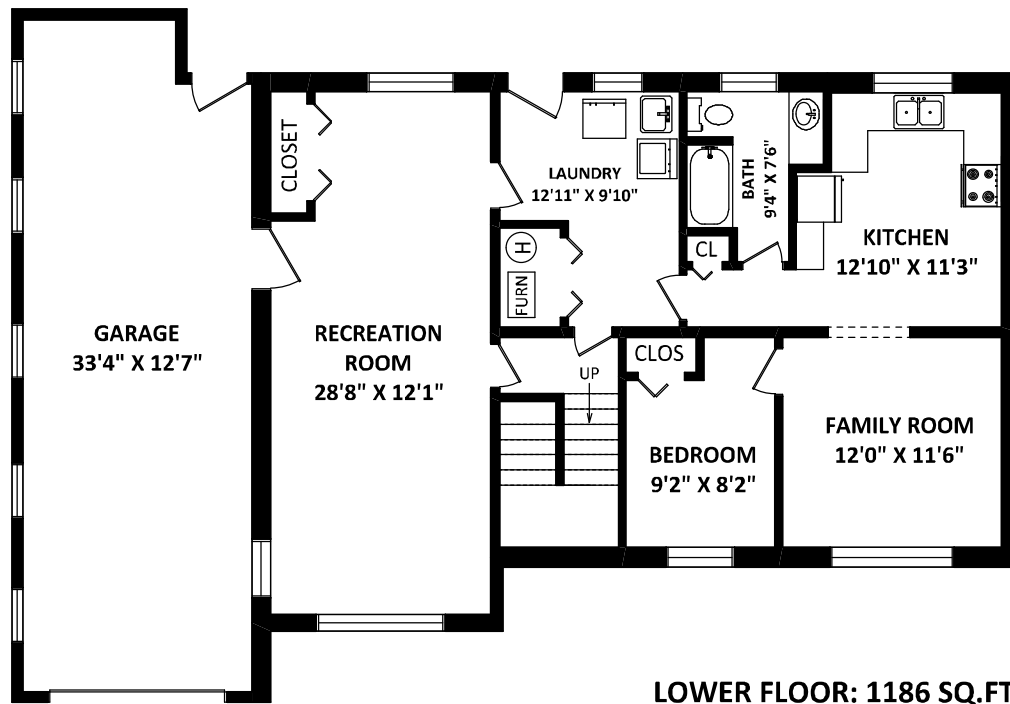 CLOSET
LAUNDRY
12'11" X 9'10"
BATH
9'4" X 7'6"
H
FURN
CL
KITCHEN
12'10" X 11'3"
GARAGE
33'4" X 12'7"
RECREATION
ROOM
28'8" X 12'1"
UP
CLOS
BEDROOM
9'2" X 8'2"
FAMILY ROOM
12'0" X 11'6"
LOWER FLOOR: 1186 SQ.FT